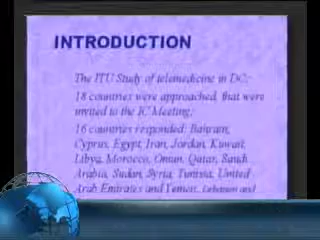 INTRODUCTION
The ITU Study of telemedicine in DC:
18 countries were approached, that were
invited to the IC Meeting;
16 countries responded: Bahrain,
Cyprus, Egypt, Iran, Jordan, Kuwait,
Libya, Morocco, Oman, Qatar, Saudi
Arabia, Sudan, Syria, Tunisia, United
Arab Emirates and Yemen. Lebanon and